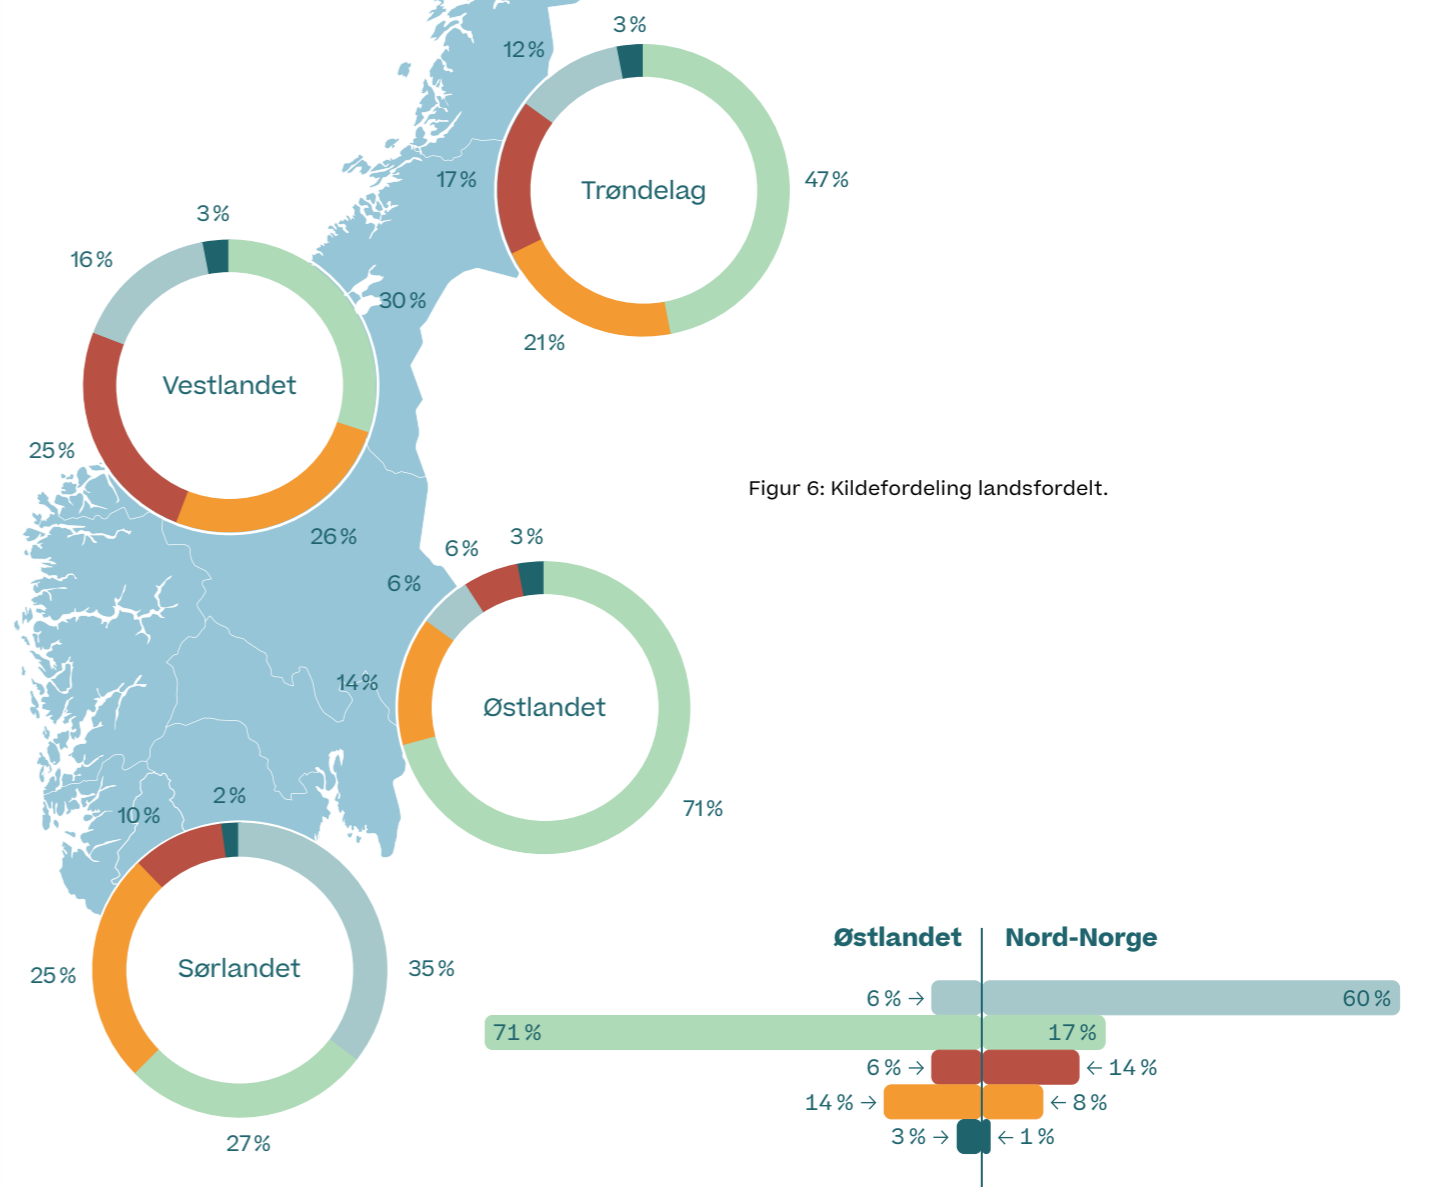 3 %
12 %
17 %
Trøndelag
47 %
21 %
3 %
16 %
30 %
Vestlandet
25 %
26 %
Figur 6: Kildefordeling landsfordelt.
6 %
3 %
6 %
14 %
Østlandet
71 %
2 %
10 %
25 %
Sørlandet
35 %
27 %
Østlandet Nord-Norge
6 % → 60 %
71 % 17 %
6 % → ← 14 %
14 % → ← 8 %
3 % → ← 1 %